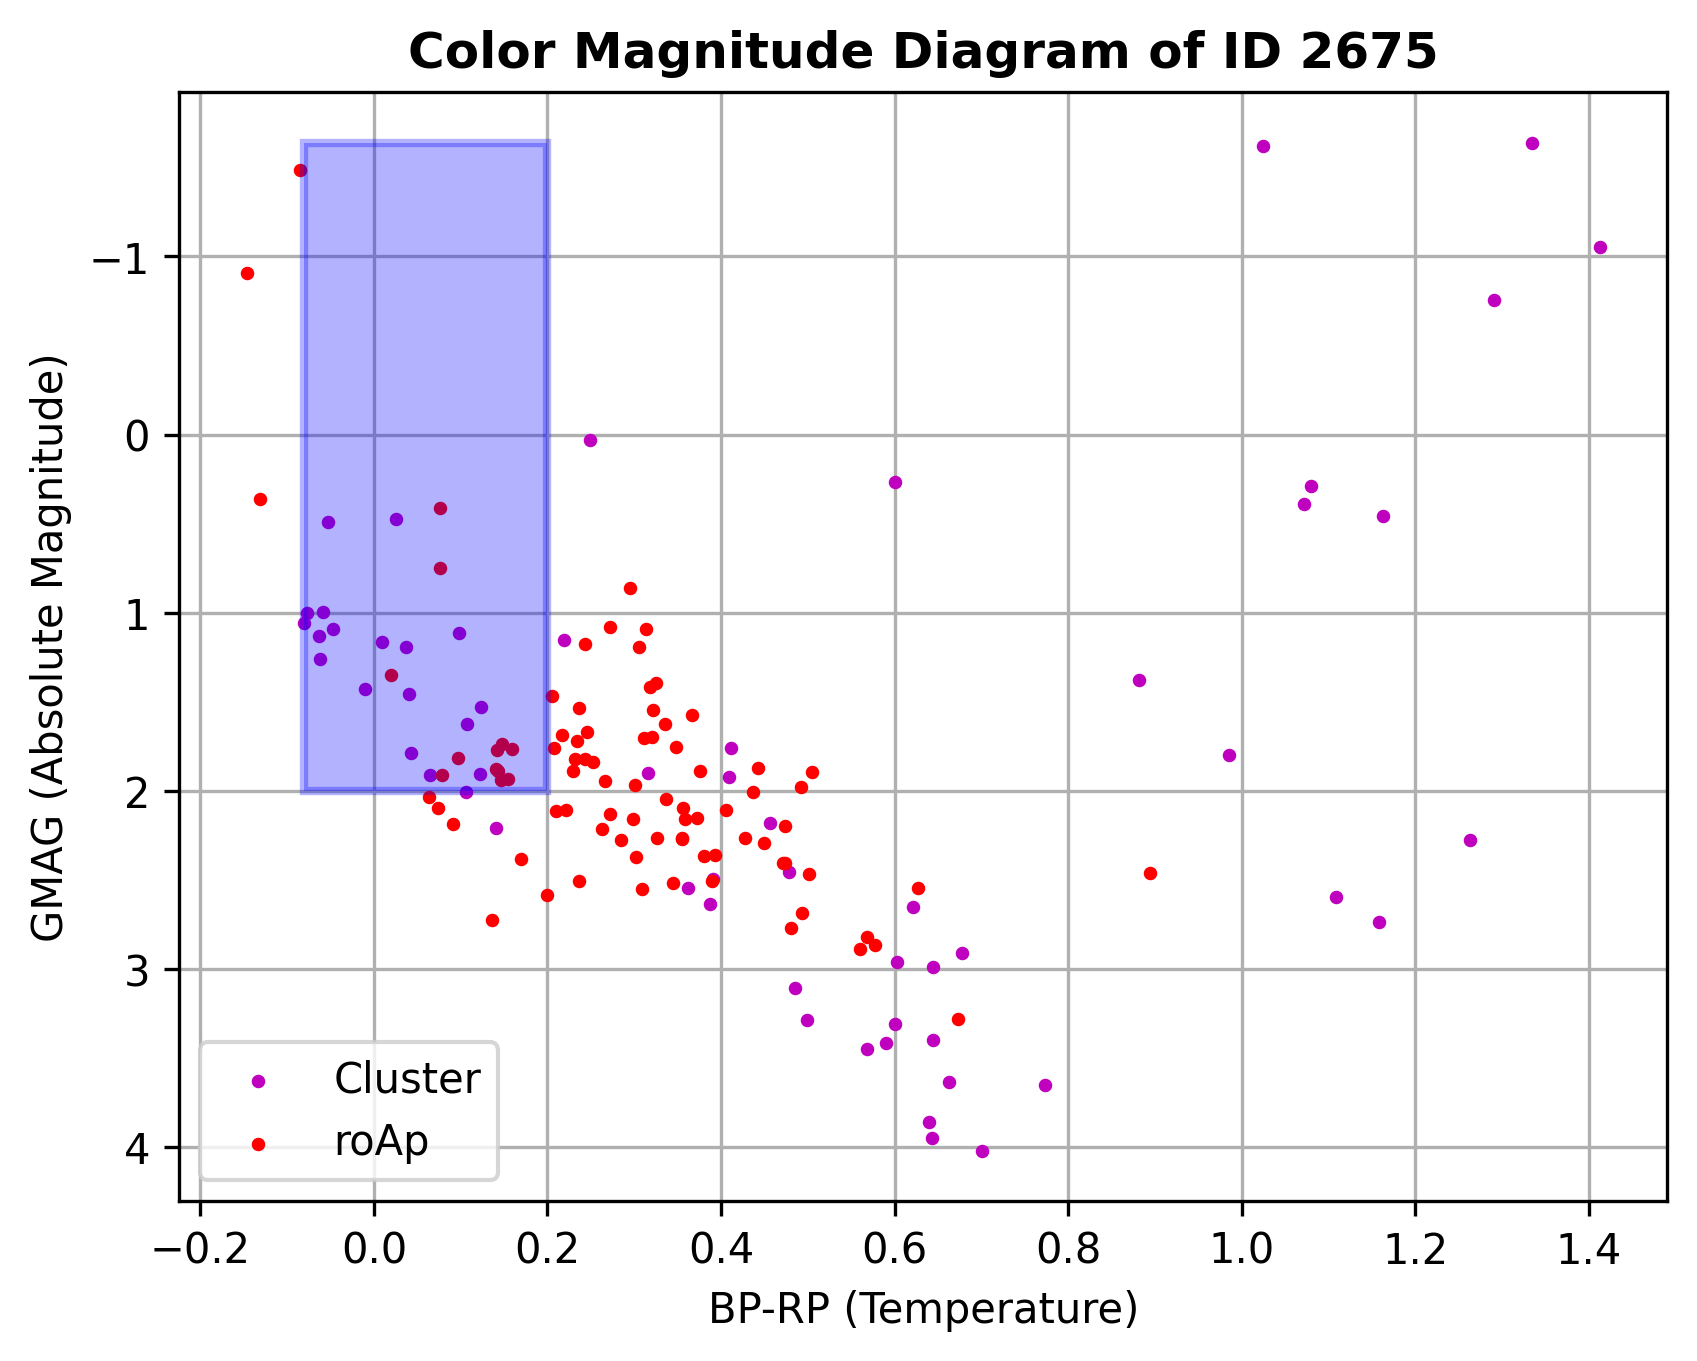 Color Magnitude Diagram of ID 2675
GMAG (Absolute Magnitude)
−1
0
1
2
3
4
Cluster
roAp
−0.2 0.0 0.2 0.4 0.6 0.8 1.0 1.2 1.4
BP-RP (Temperature)